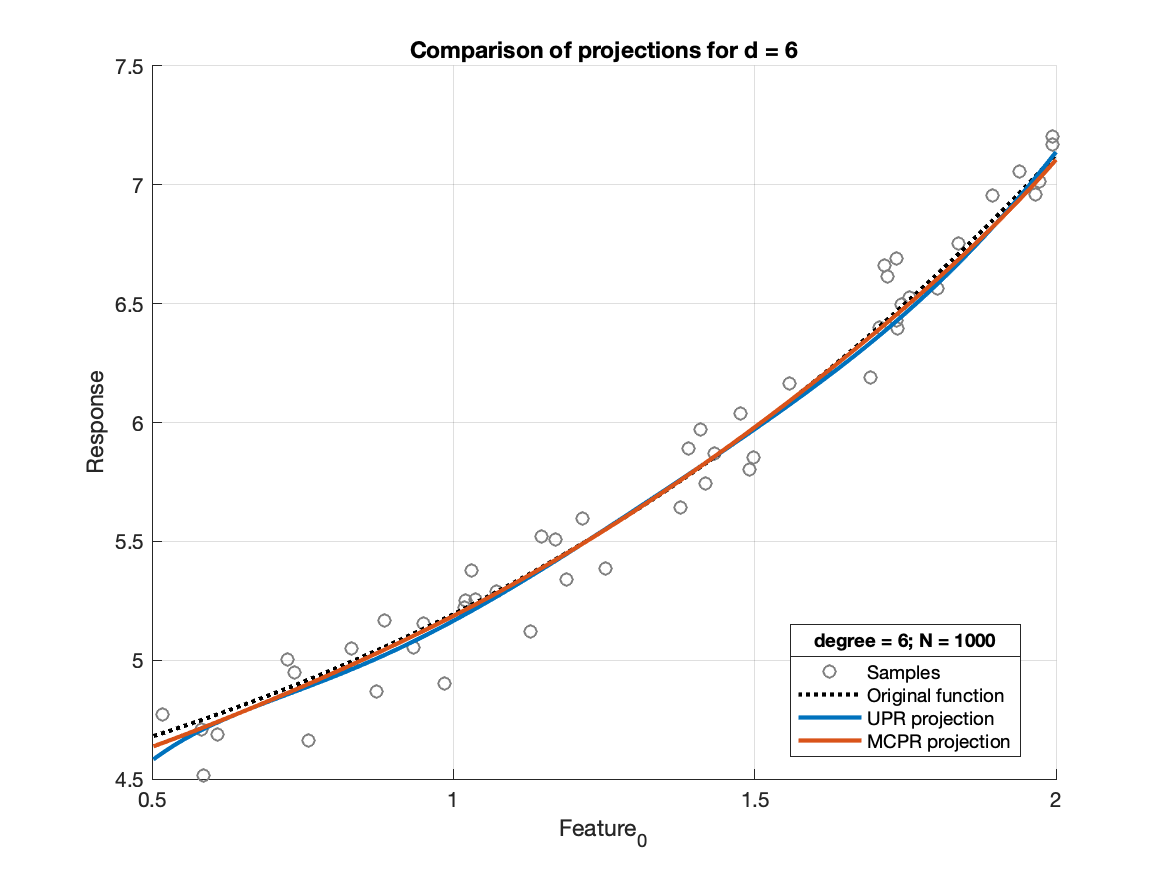 Comparison of projections for d = 6
7.5
7
6.5
6
5.5
5
4.5
Response
0.5
1
1.5
2
Feature_0
degree = 6; N = 1000
Samples
Original function
UPR projection
MCPR projection